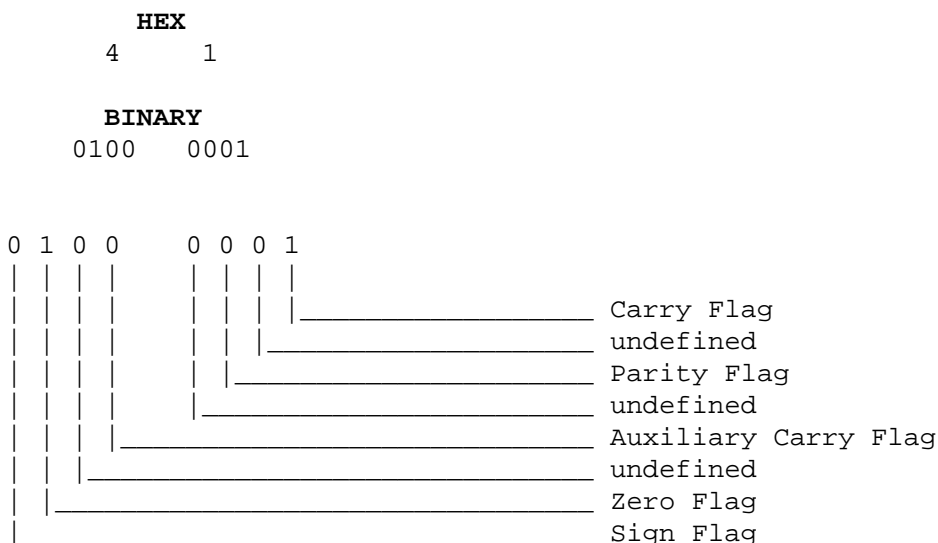 HEX
4 1
BINARY
0100 0001
0 1 0 0 0 0 0 1
Carry Flag
undefined
Parity Flag
undefined
Auxiliary Carry Flag
undefined
Zero Flag
Sign Flag